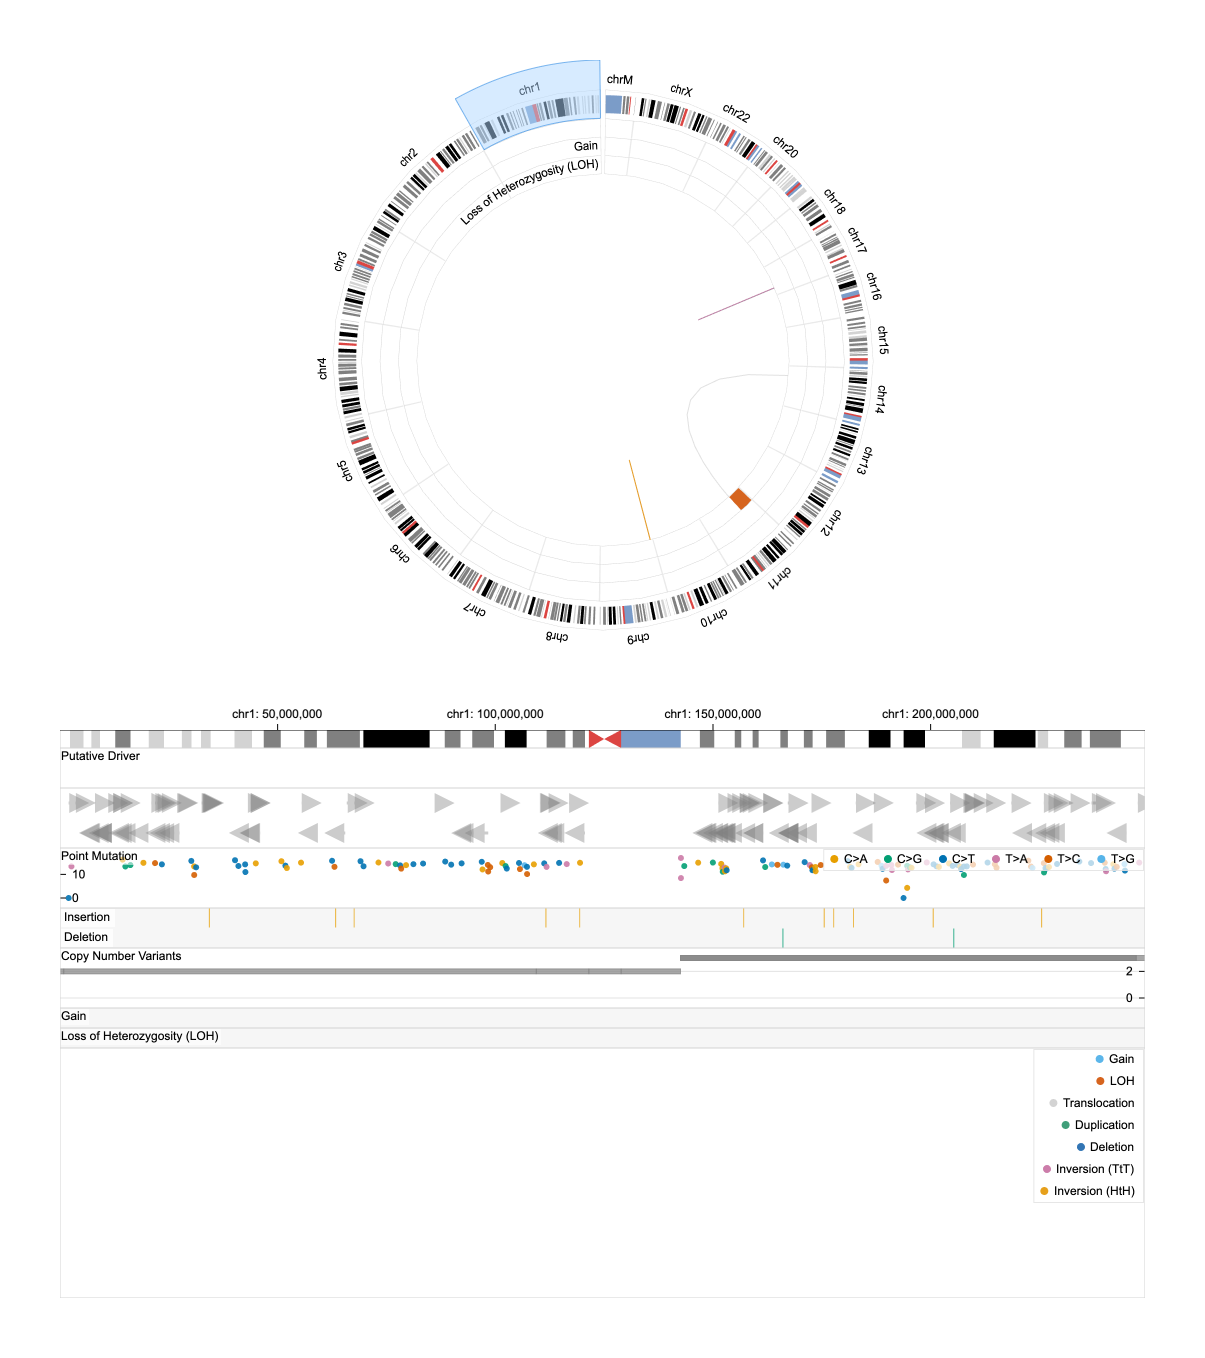 chrM
chrX
chr22
chr20
chr18
chr17
chr16
chr15
chr14
chr13
chr12
chr11
chr10
chr9
chr8
chr7
chr6
chr5
chr4
chr3
chr2
chr1
Gain
Loss of Heterozygosity (LOH)
chr1: 50,000,000 chr1: 100,000,000 chr1: 150,000,000 chr1: 200,000,000
Putative Driver
Point Mutation
C>A C>G C>T T>A T>C T>G
10
0
Insertion
Deletion
Copy Number Variants
2
0
Gain
Loss of Heterozygosity (LOH)
Gain
LOH
Translocation
Duplication
Deletion
Inversion (TtT)
Inversion (HtH)